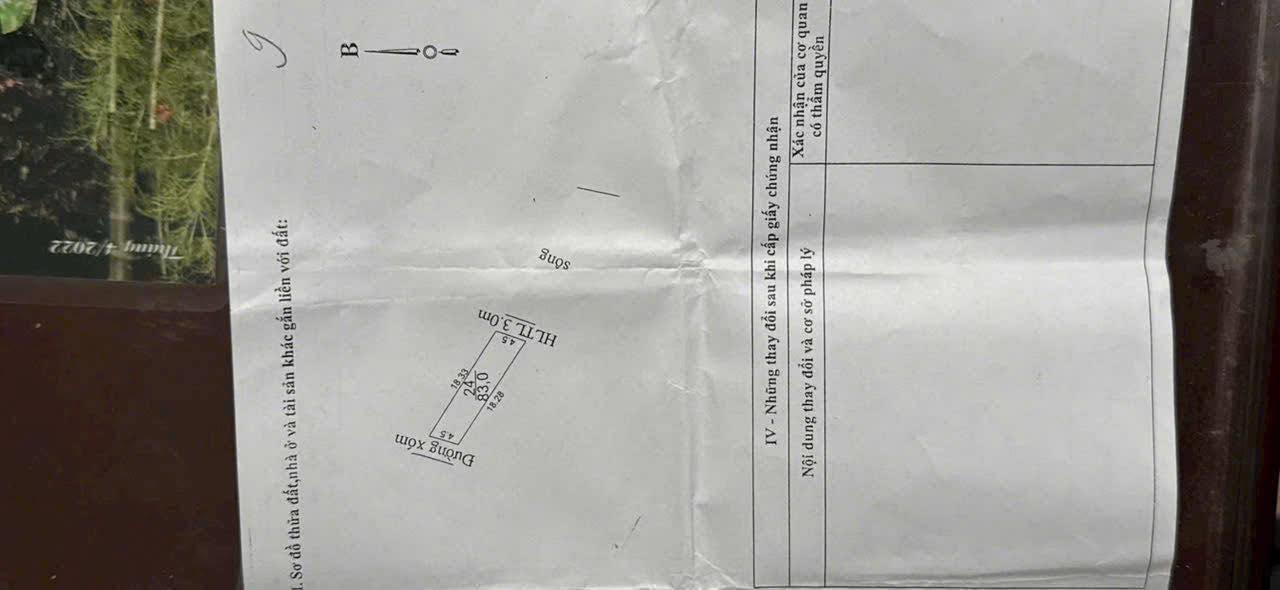 Tháng 4/2022
1. Sơ đồ thửa đất,nhà ở và tài sản khác gắn liền với đất:
B
Đường xóm
4.5
18.33
24
83,0
18.28
4.5
HLTL 3.0m
sông
IV - Những thay đổi sau khi cấp giấy chứng nhận
Nội dung thay đổi và cơ sở pháp lý
Xác nhận của cơ quan
có thẩm quyền